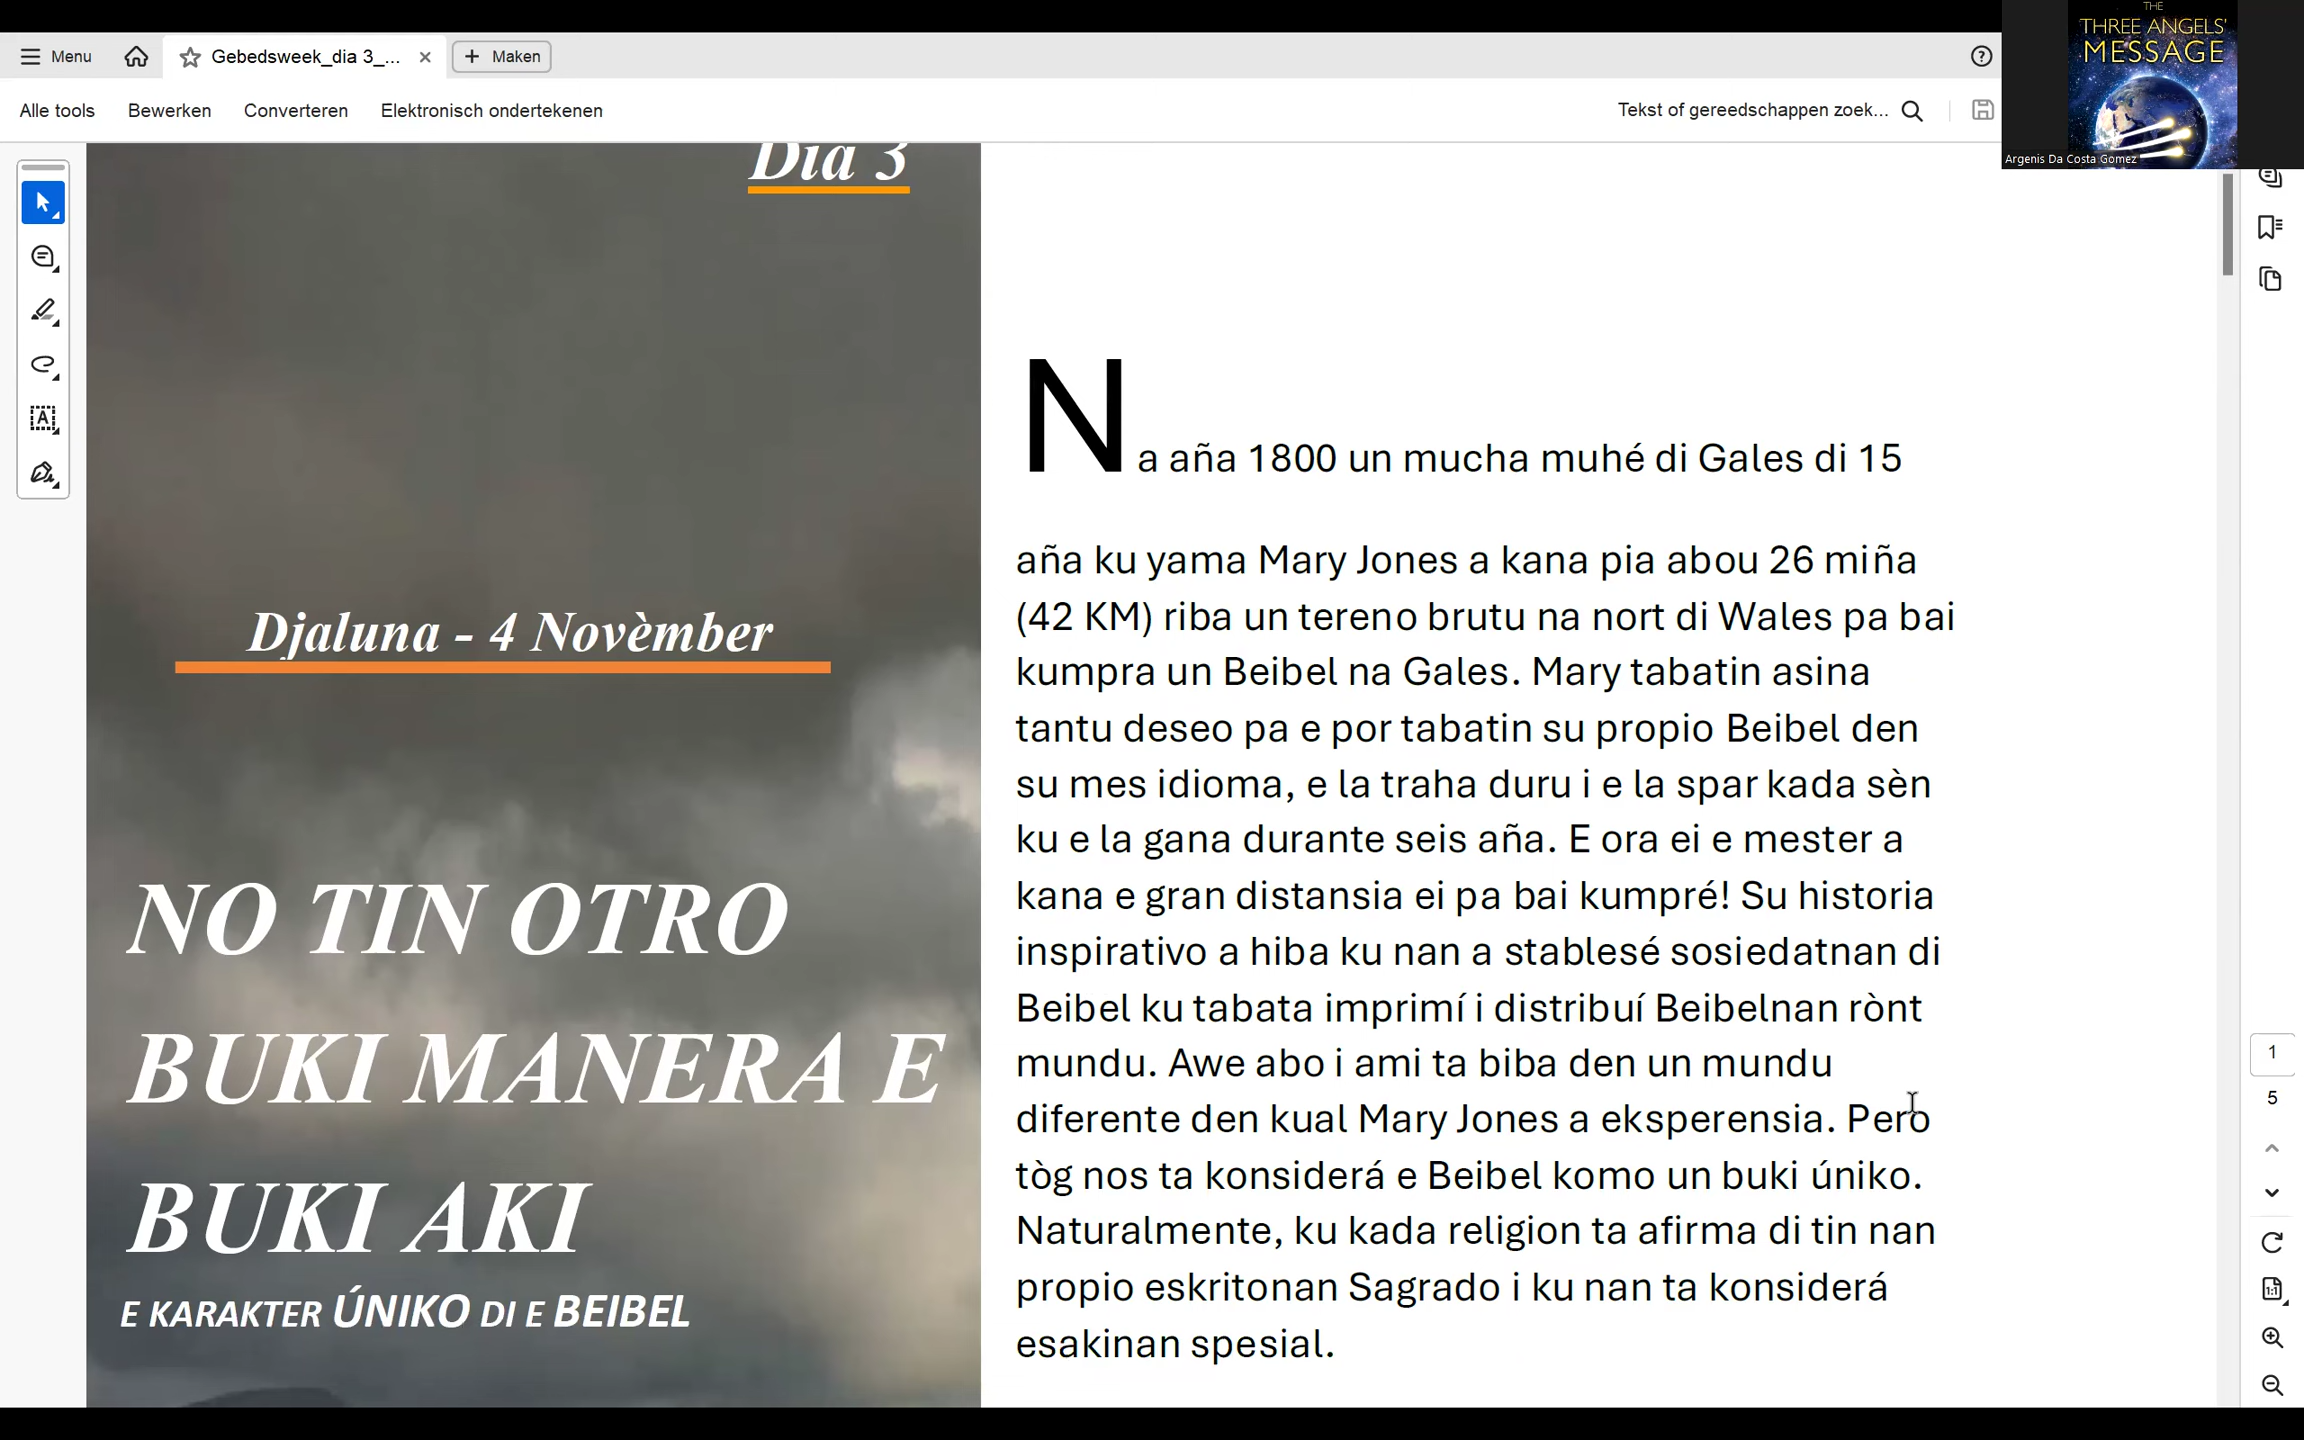 THE
THREE ANGELS'
MESSAGE
Argenis Da Costa Gomez
Menu
Gebedsweek_dia 3_...
Maken
Alle tools
Bewerken
Converteren
Elektronisch ondertekenen
Tekst of gereedschappen zoek...
Dia 3
Djaluna - 4 Novèmber
NO TIN OTRO
BUKI MANERA E
BUKI AKI
E KARAKTER ÚNIKO DI E BEIBEL
Na aña 1800 un mucha muhé di Gales di 15
aña ku yama Mary Jones a kana pia abou 26 miña
(42 KM) riba un tereno brutu na nort di Wales pa bai
kumpra un Beibel na Gales. Mary tabatin asina
tantu deseo pa e por tabatin su propio Beibel den
su mes idioma, e la traha duru i e la spar kada sèn
ku e la gana durante seis aña. E ora ei e mester a
kana e gran distansia ei pa bai kumpré! Su historia
inspirativo a hiba ku nan a stablesé sosiedatnan di
Beibel ku tabata imprimí i distribuí Beibelnan rònt
mundu. Awe abo i ami ta biba den un mundu
diferente den kual Mary Jones a eksperensia. Pero
tòg nos ta konsiderá e Beibel komo un buki úniko.
Naturalmente, ku kada religion ta afirma di tin nan
propio eskritonan Sagrado i ku nan ta konsiderá
esakinan spesial.
1
5